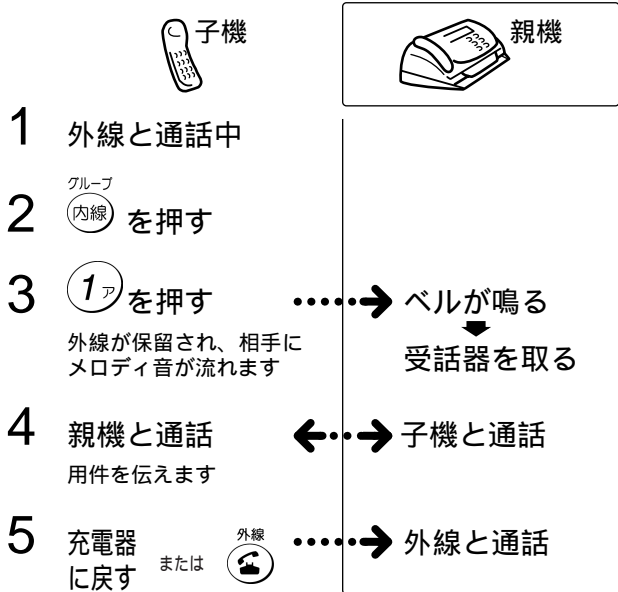 子機
親機
1 外線と通話中
グループ
2 内線 を押す
3 1ア を押す ベルが鳴る
外線が保留され、相手に
メロディ音が流れます
受話器を取る
4 親機と通話 子機と通話
用件を伝えます
5 充電器 または 外線 外線と通話
に戻す